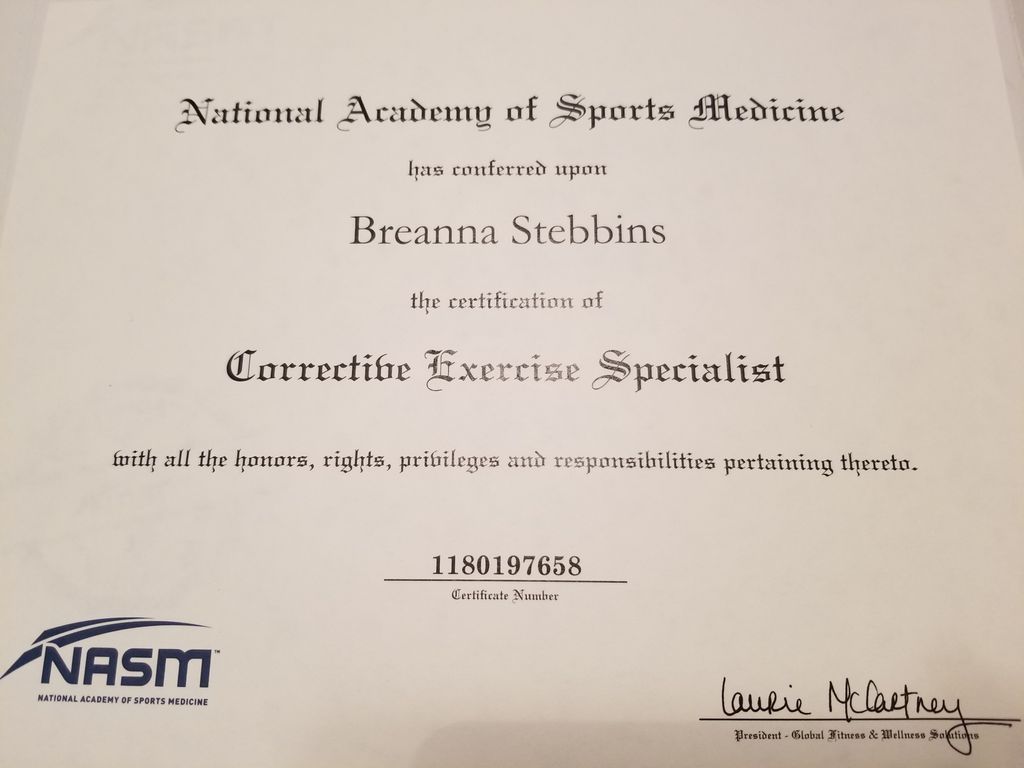 National Academy of Sports Medicine
has conferred upon
Breanna Stebbins
the certification of
Corrective Exercise Specialist
with all the honors, rights, privileges and responsibilities pertaining thereto.
1180197658
Certificate Number
NASM™
NATIONAL ACADEMY OF SPORTS MEDICINE
Laurie McCartney
President - Global Fitness & Wellness Solutions